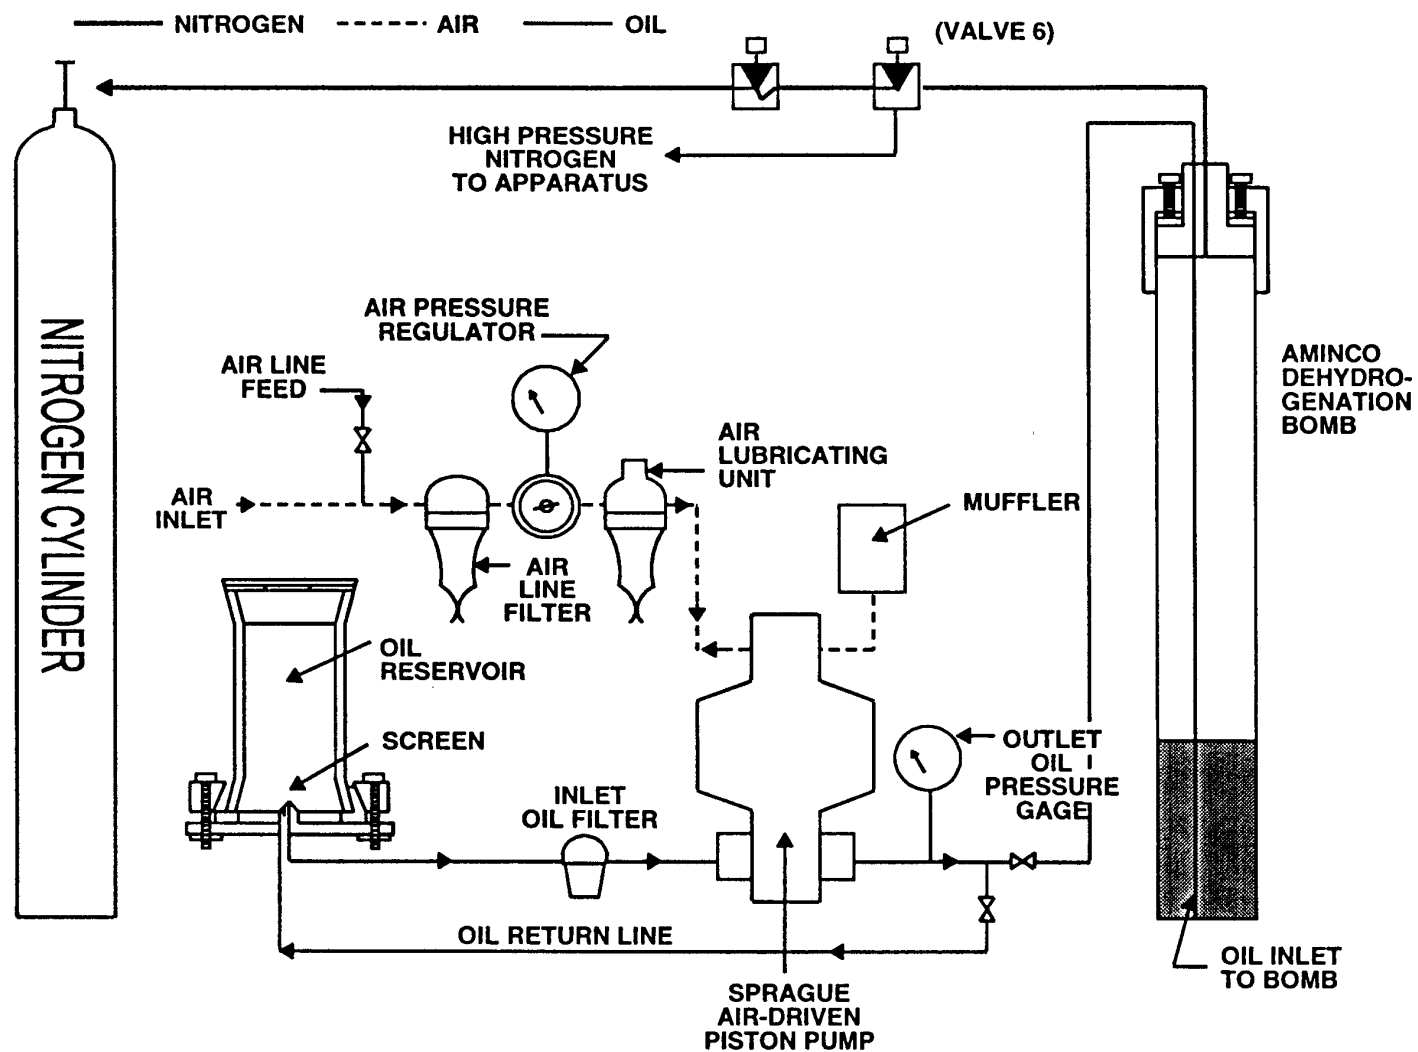 NITROGEN
AIR
OIL
(VALVE 6)
HIGH PRESSURE
NITROGEN
TO APPARATUS
NITROGEN CYLINDER
AIR PRESSURE
REGULATOR
AIR LINE
FEED
AIR
INLET
AIR
LUBRICATING
UNIT
MUFFLER
AMINCO
DEHYDRO-
GENATION
BOMB
AIR
LINE
FILTER
OIL
RESERVOIR
SCREEN
INLET
OIL FILTER
OUTLET
OIL
PRESSURE
GAGE
OIL RETURN LINE
OIL INLET
TO BOMB
SPRAGUE
AIR-DRIVEN
PISTON PUMP